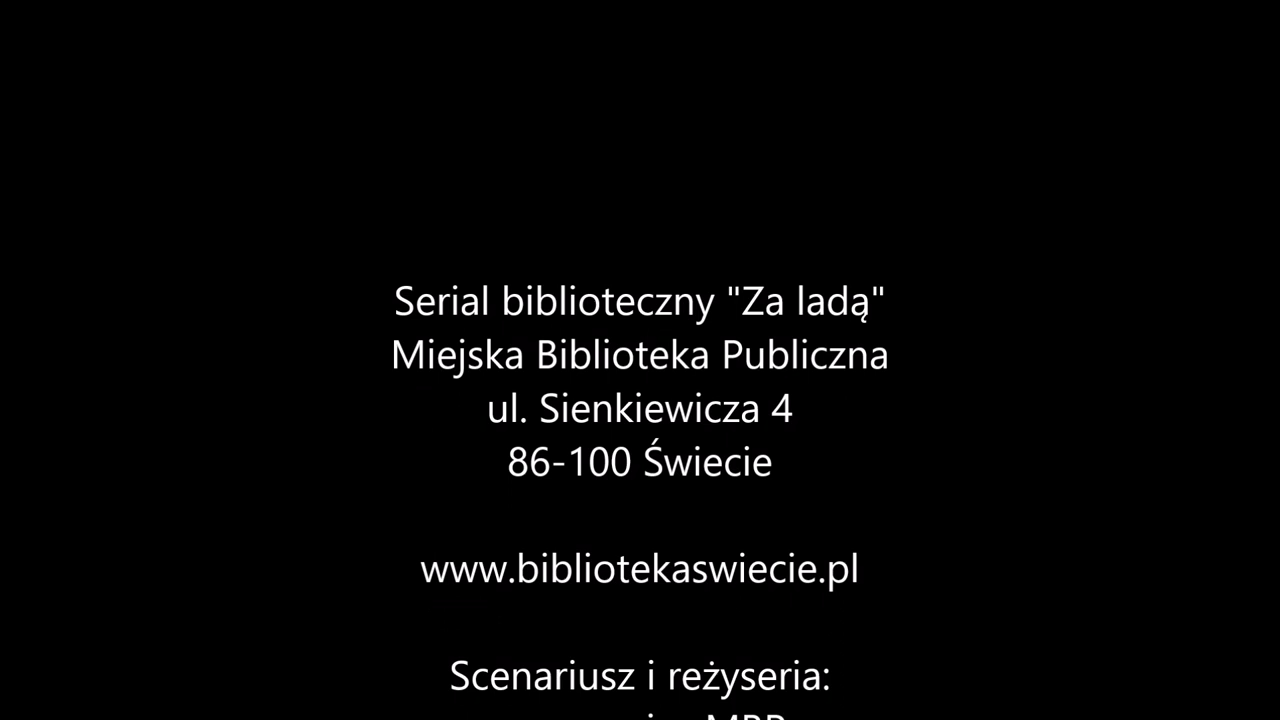 Serial biblioteczny "Za ladą"
Miejska Biblioteka Publiczna
ul. Sienkiewicza 4
86-100 Świecie
www.bibliotekaswiecie.pl
Scenariusz i reżyseria: